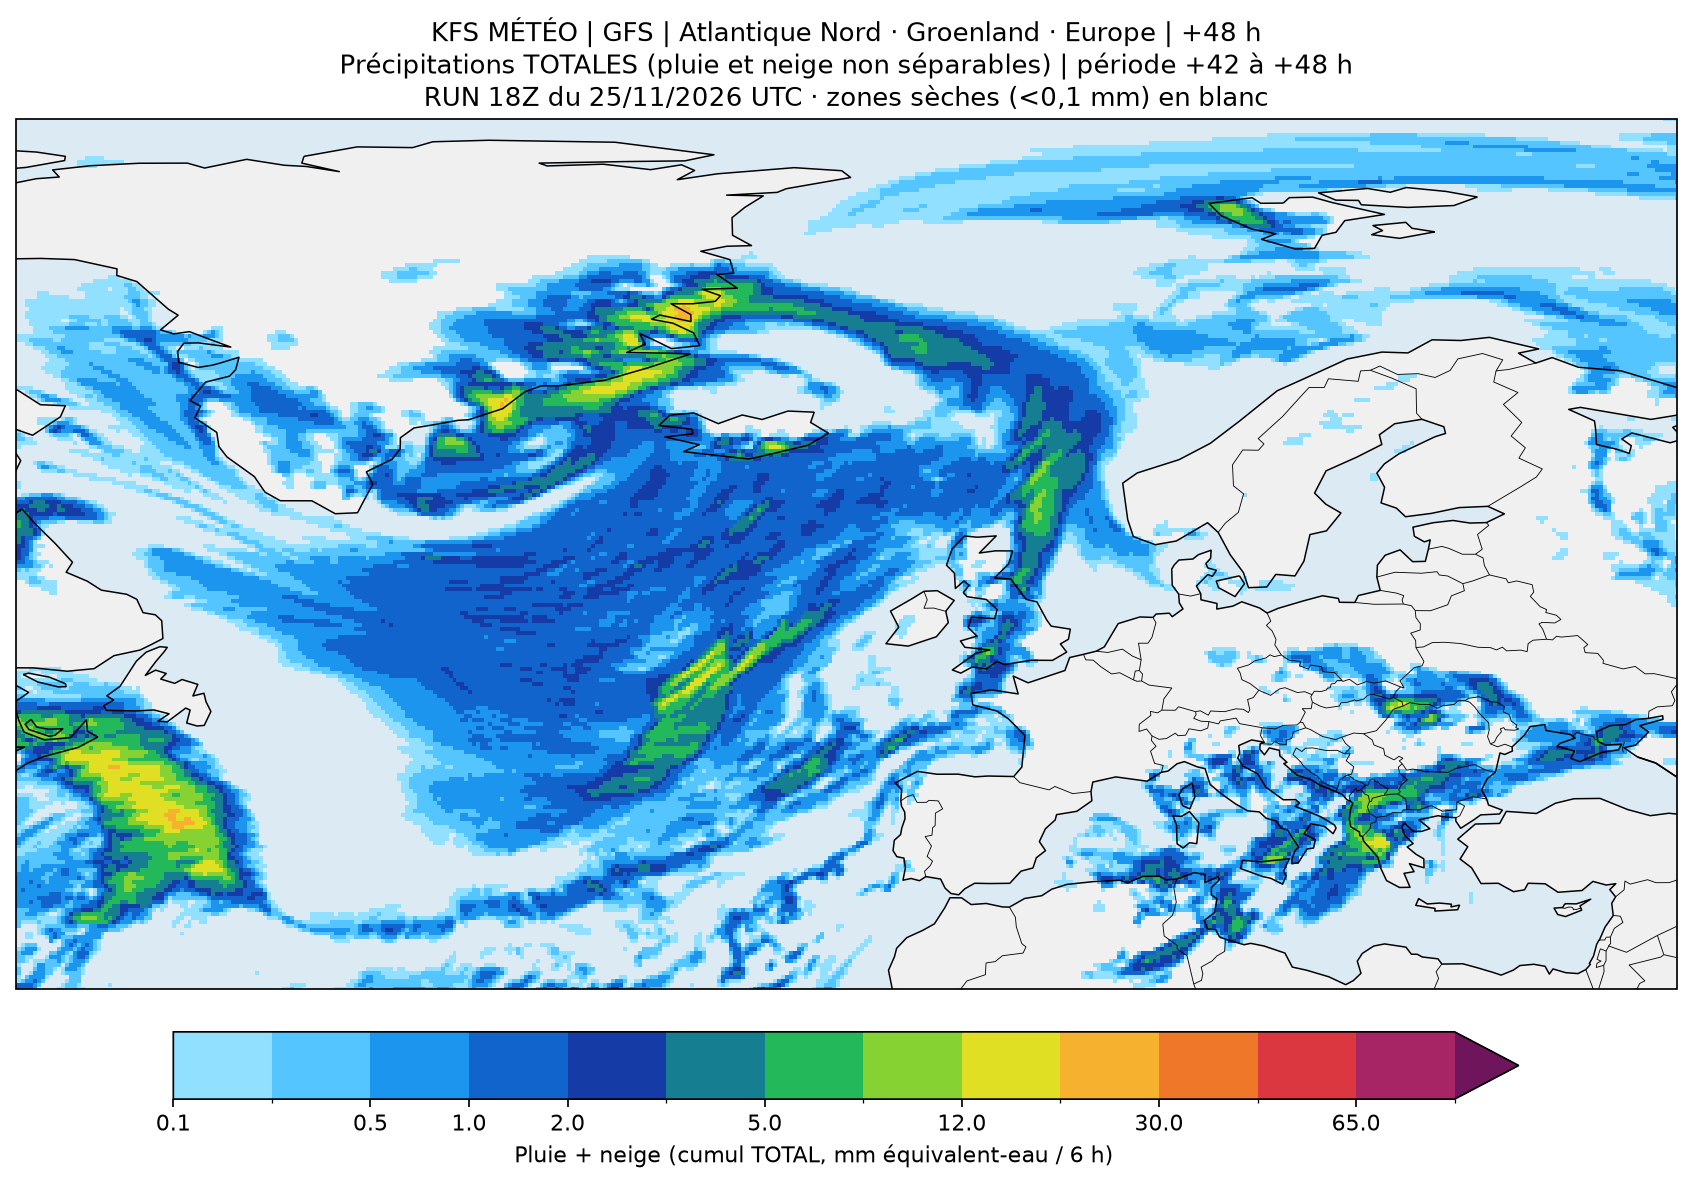 KFS MÉTÉO | GFS | Atlantique Nord · Groenland · Europe | +48 h
Précipitations TOTALES (pluie et neige non séparables) | période +42 à +48 h
RUN 18Z du 25/11/2026 UTC · zones sèches (<0,1 mm) en blanc
0.1 0.5 1.0 2.0 5.0 12.0 30.0 65.0
Pluie + neige (cumul TOTAL, mm équivalent-eau / 6 h)